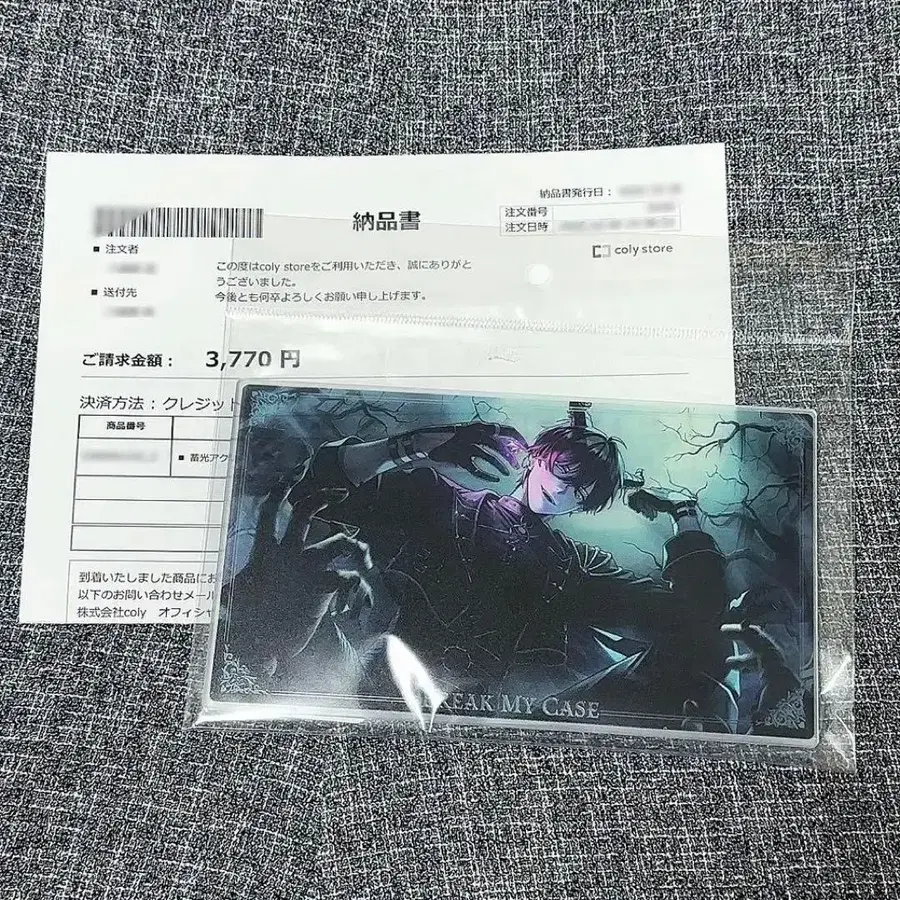 納品書発行日：
注文番号
注文日時
納品書
coly store
■ 注文者
■ 送付先
この度はcoly storeをご利用いただき、誠にありがと
うございました。
今後とも何卒よろしくお願い申し上げます。
ご請求金額： 3,770 円
決済方法：クレジット
商品番号
■ 蓄光アク
到着いたしました商品にお
以下のお問い合わせメール
株式会社coly オフィシャ
BREAK MY CASE